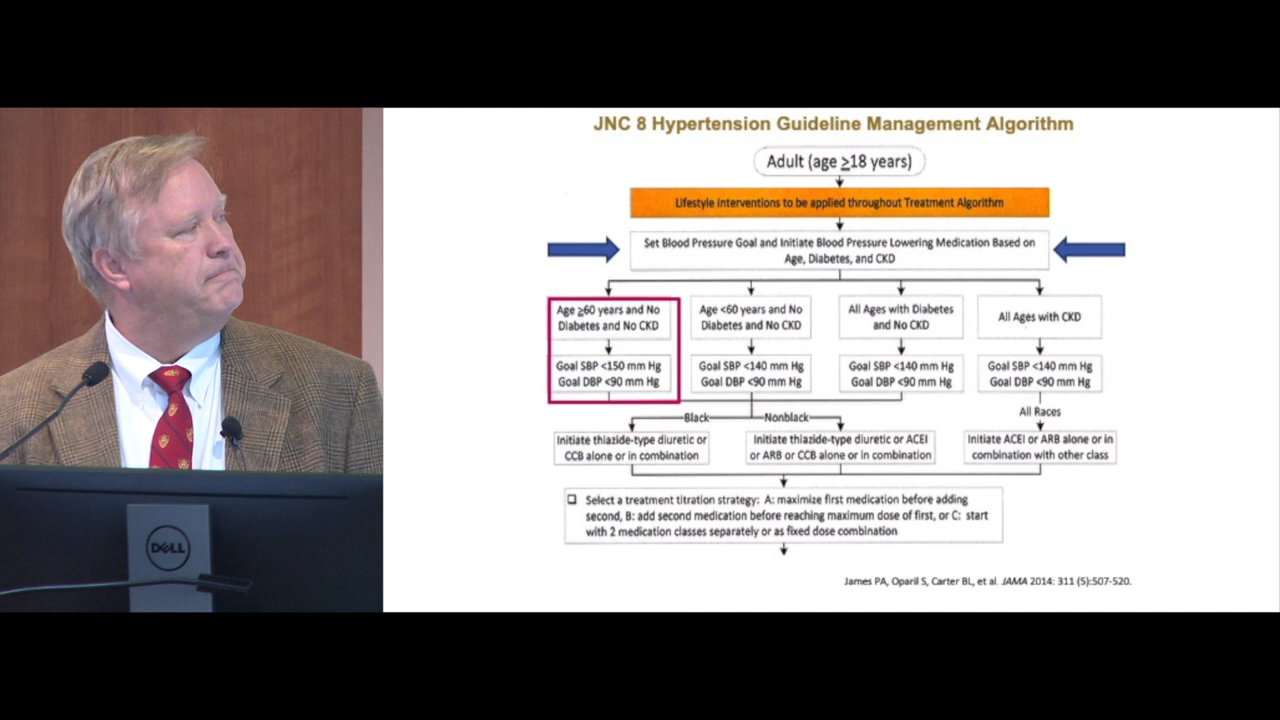 JNC 8 Hypertension Guideline Management Algorithm
Adult (age ≥18 years)
Lifestyle interventions to be applied throughout Treatment Algorithm
Set Blood Pressure Goal and Initiate Blood Pressure Lowering Medication Based on
Age, Diabetes, and CKD
Age ≥60 years and No
Diabetes and No CKD
Age <60 years and No
Diabetes and No CKD
All Ages with Diabetes
and No CKD
All Ages with CKD
Goal SBP <150 mm Hg
Goal DBP <90 mm Hg
Goal SBP <140 mm Hg
Goal DBP <90 mm Hg
Goal SBP <140 mm Hg
Goal DBP <90 mm Hg
Goal SBP <140 mm Hg
Goal DBP <90 mm Hg
Black
Nonblack
All Races
Initiate thiazide-type diuretic or
CCB alone or in combination
Initiate thiazide-type diuretic or ACEI
or ARB or CCB alone or in combination
Initiate ACEI or ARB alone or in
combination with other class
Select a treatment titration strategy: A: maximize first medication before adding
second, B: add second medication before reaching maximum dose of first, or C: start
with 2 medication classes separately or as fixed dose combination
James PA, Oparil S, Carter BL, et al. JAMA 2014: 311 (5):507-520.
DELL